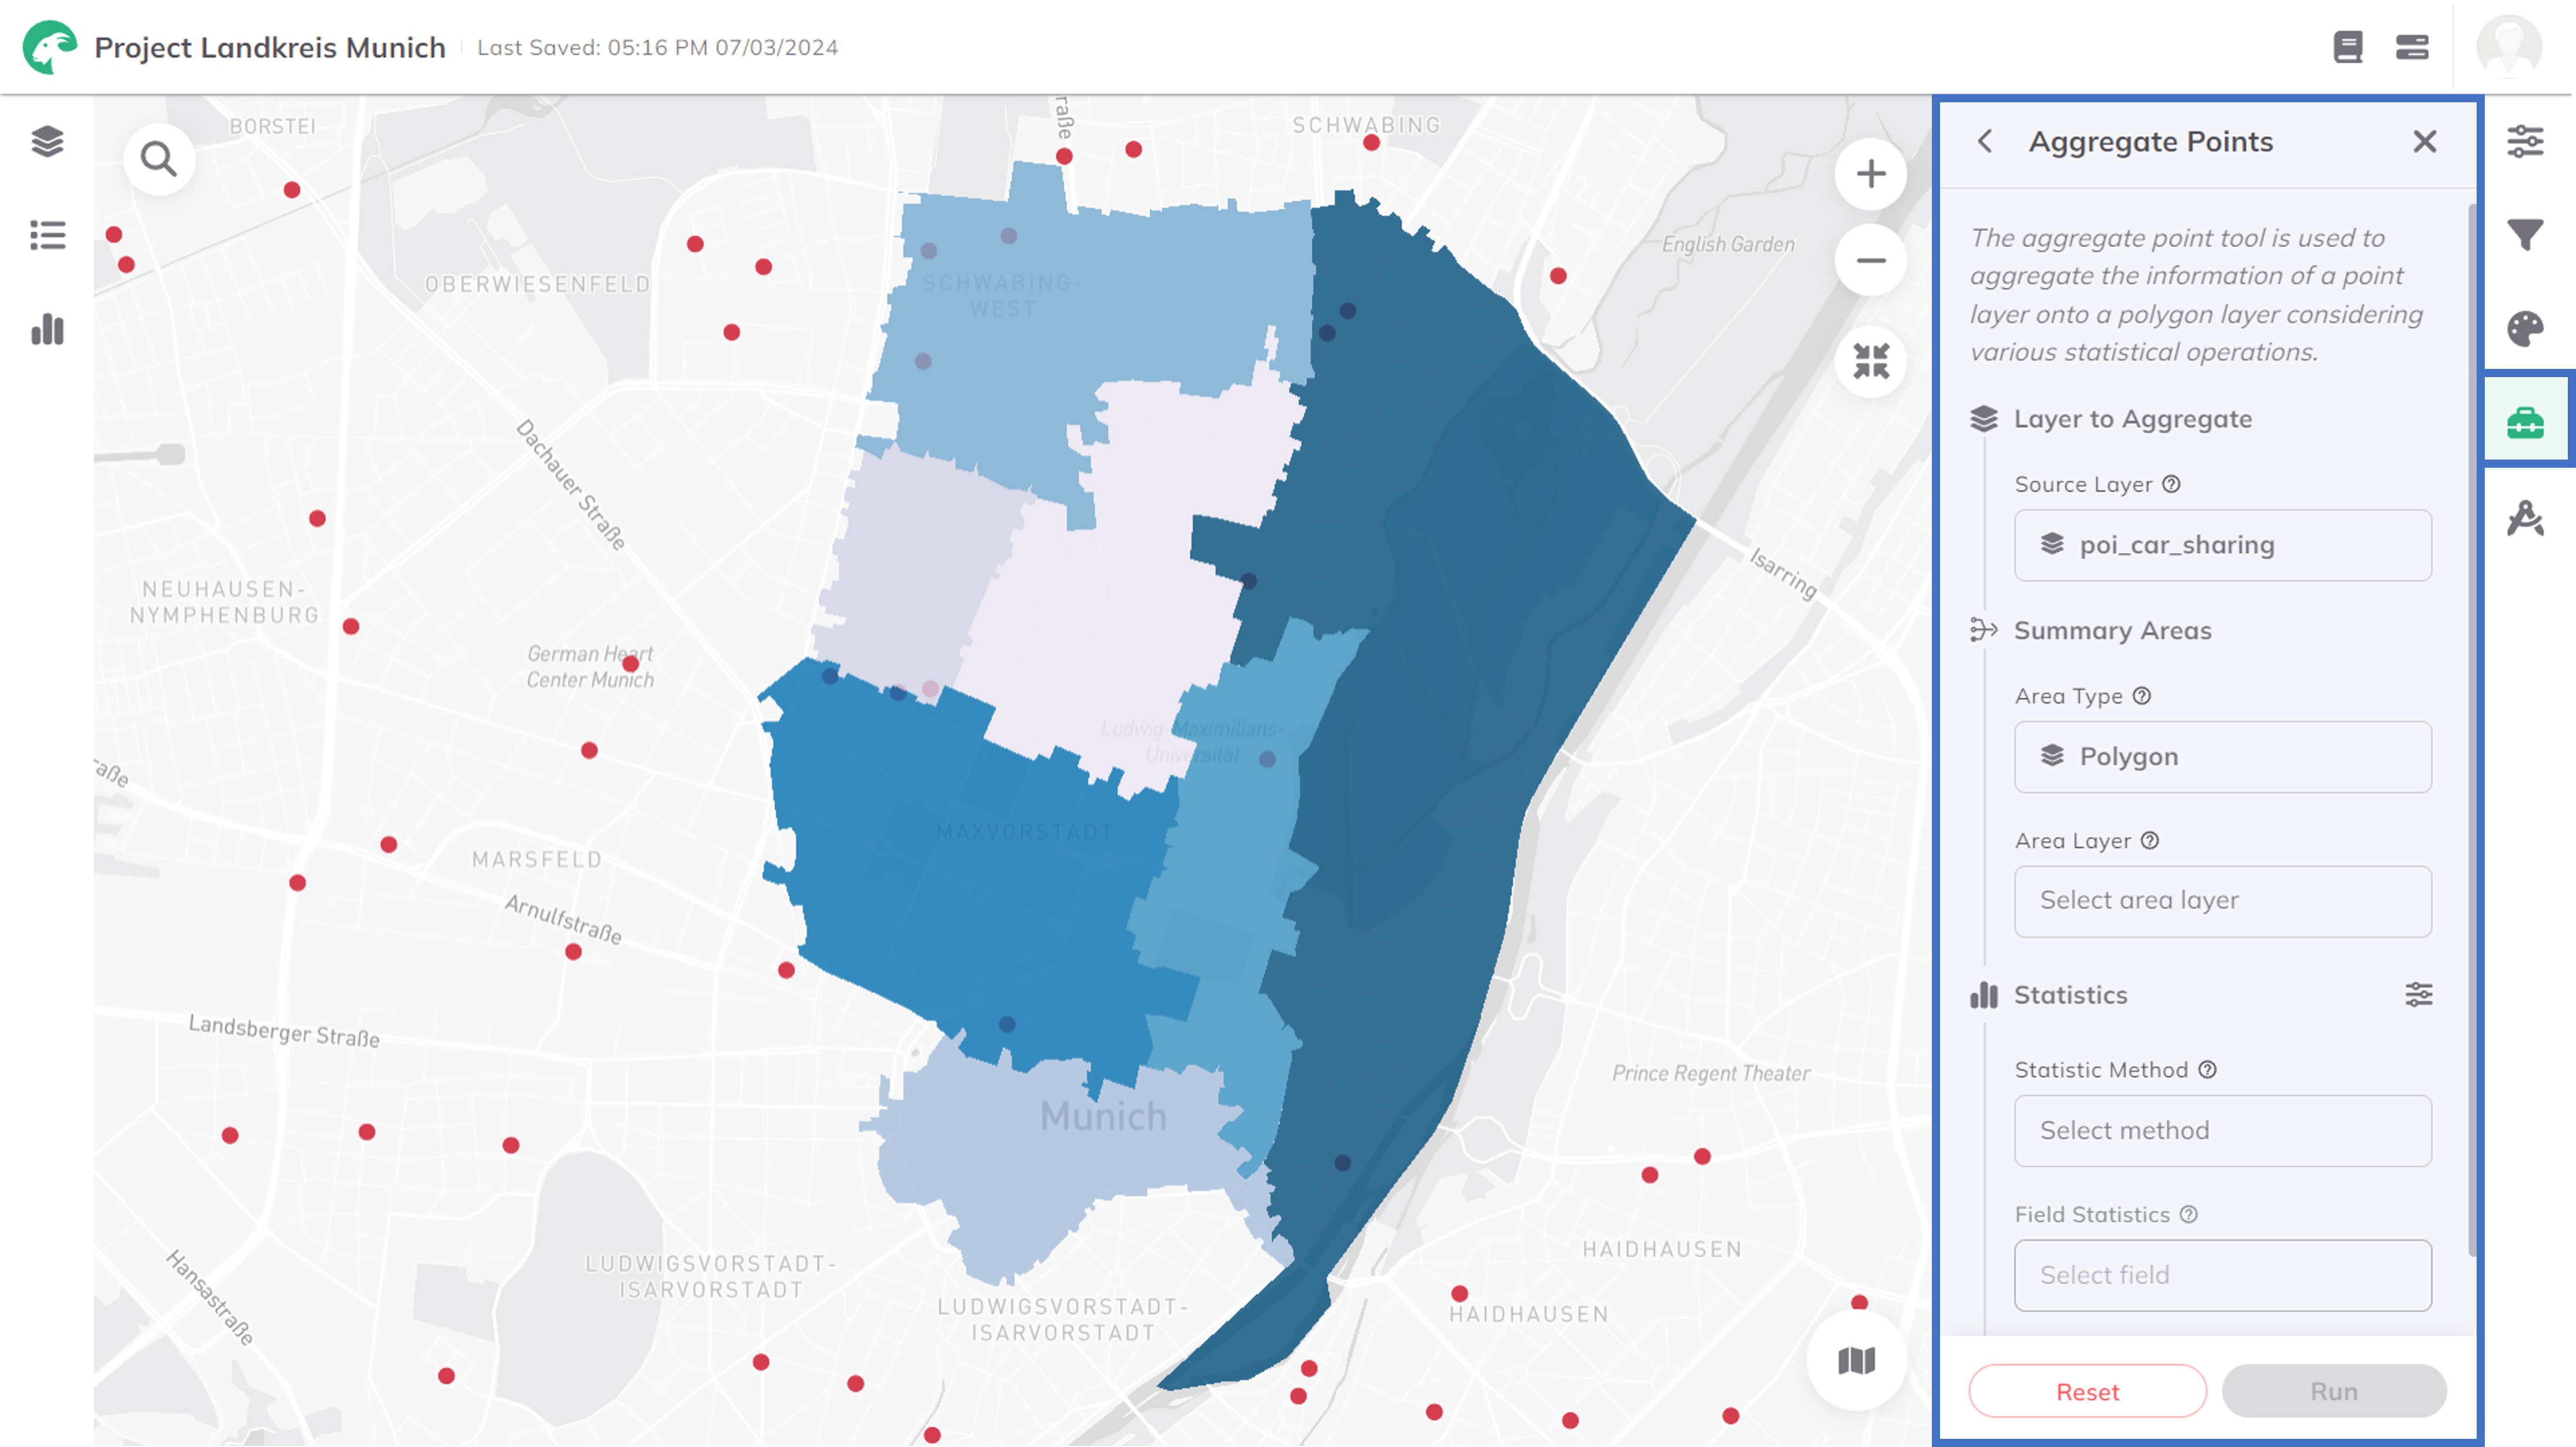 Project Landkreis Munich
Last Saved: 05:16 PM 07/03/2024
BORSTEI
raße
SCHWABING
English Garden
OBERWIESENFELD
SCHWABING-
WEST
Dachauer Straße
Isarring
NEUHAUSEN-
NYMPHENBURG
German Heart
Center Munich
Ludwig-Maximilians-
Universität
raße
MAXVORSTADT
MARSFELD
Arnulfstraße
Landsberger Straße
Prince Regent Theater
Munich
Hansastraße
LUDWIGSVORSTADT-
ISARVORSTADT
HAIDHAUSEN
LUDWIGSVORSTADT-
ISARVORSTADT
HAIDHAUSEN
Aggregate Points
The aggregate point tool is used to
aggregate the information of a point
layer onto a polygon layer considering
various statistical operations.
Layer to Aggregate
Source Layer
poi_car_sharing
Summary Areas
Area Type
Polygon
Area Layer
Select area layer
Statistics
Statistic Method
Select method
Field Statistics
Select field
Reset
Run